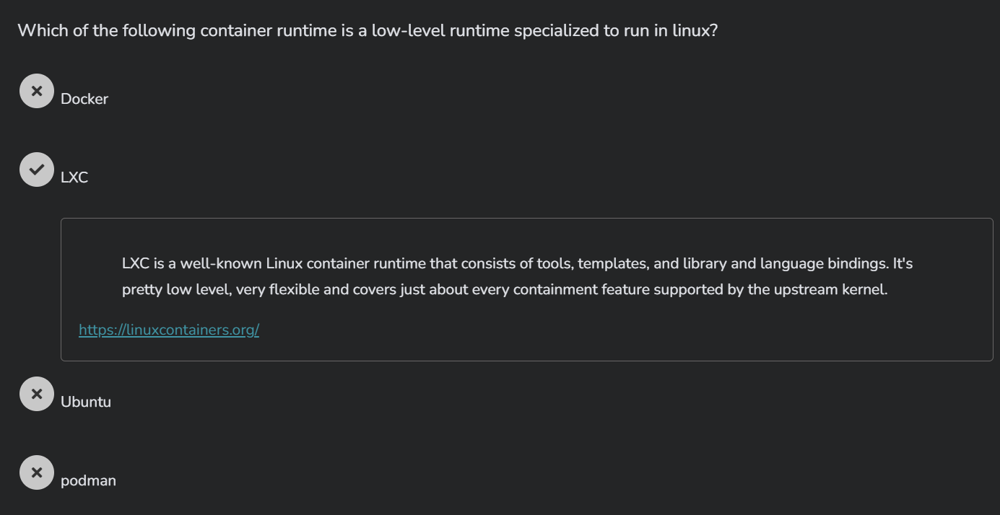 Which of the following container runtime is a low-level runtime specialized to run in linux?
Docker
LXC
LXC is a well-known Linux container runtime that consists of tools, templates, and library and language bindings. It's
pretty low level, very flexible and covers just about every containment feature supported by the upstream kernel.
https://linuxcontainers.org/
Ubuntu
podman